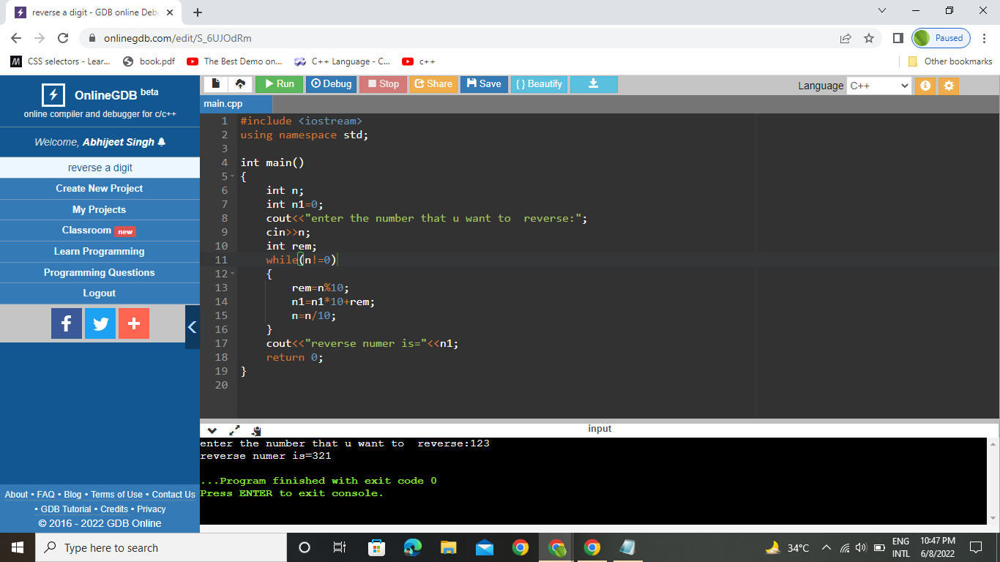 reverse a digit - GDB online Deb
onlinegdb.com/edit/S_6UJOdRm
Paused
CSS selectors - Lear...
book.pdf
The Best Demo on...
C++ Language - C...
c++
Other bookmarks
OnlineGDB beta
online compiler and debugger for c/c++
Welcome, Abhijeet Singh
reverse a digit
Create New Project
My Projects
Classroom new
Learn Programming
Programming Questions
Logout
About • FAQ • Blog • Terms of Use • Contact Us
• GDB Tutorial • Credits • Privacy
© 2016 - 2022 GDB Online
Run Debug Stop Share Save {} Beautify
Language C++
main.cpp
1 #include <iostream>
2 using namespace std;
3
4 int main()
5 {
6     int n;
7     int n1=0;
8     cout<<"enter the number that u want to  reverse:";
9     cin>>n;
10     int rem;
11     while(n!=0)
12     {
13         rem=n%10;
14         n1=n1*10+rem;
15         n=n/10;
16     }
17     cout<<"reverse numer is="<<n1;
18     return 0;
19 }
20
input
enter the number that u want to  reverse:123
reverse numer is=321
...Program finished with exit code 0
Press ENTER to exit console.
Type here to search
34°C
ENG
INTL
10:47 PM
6/8/2022